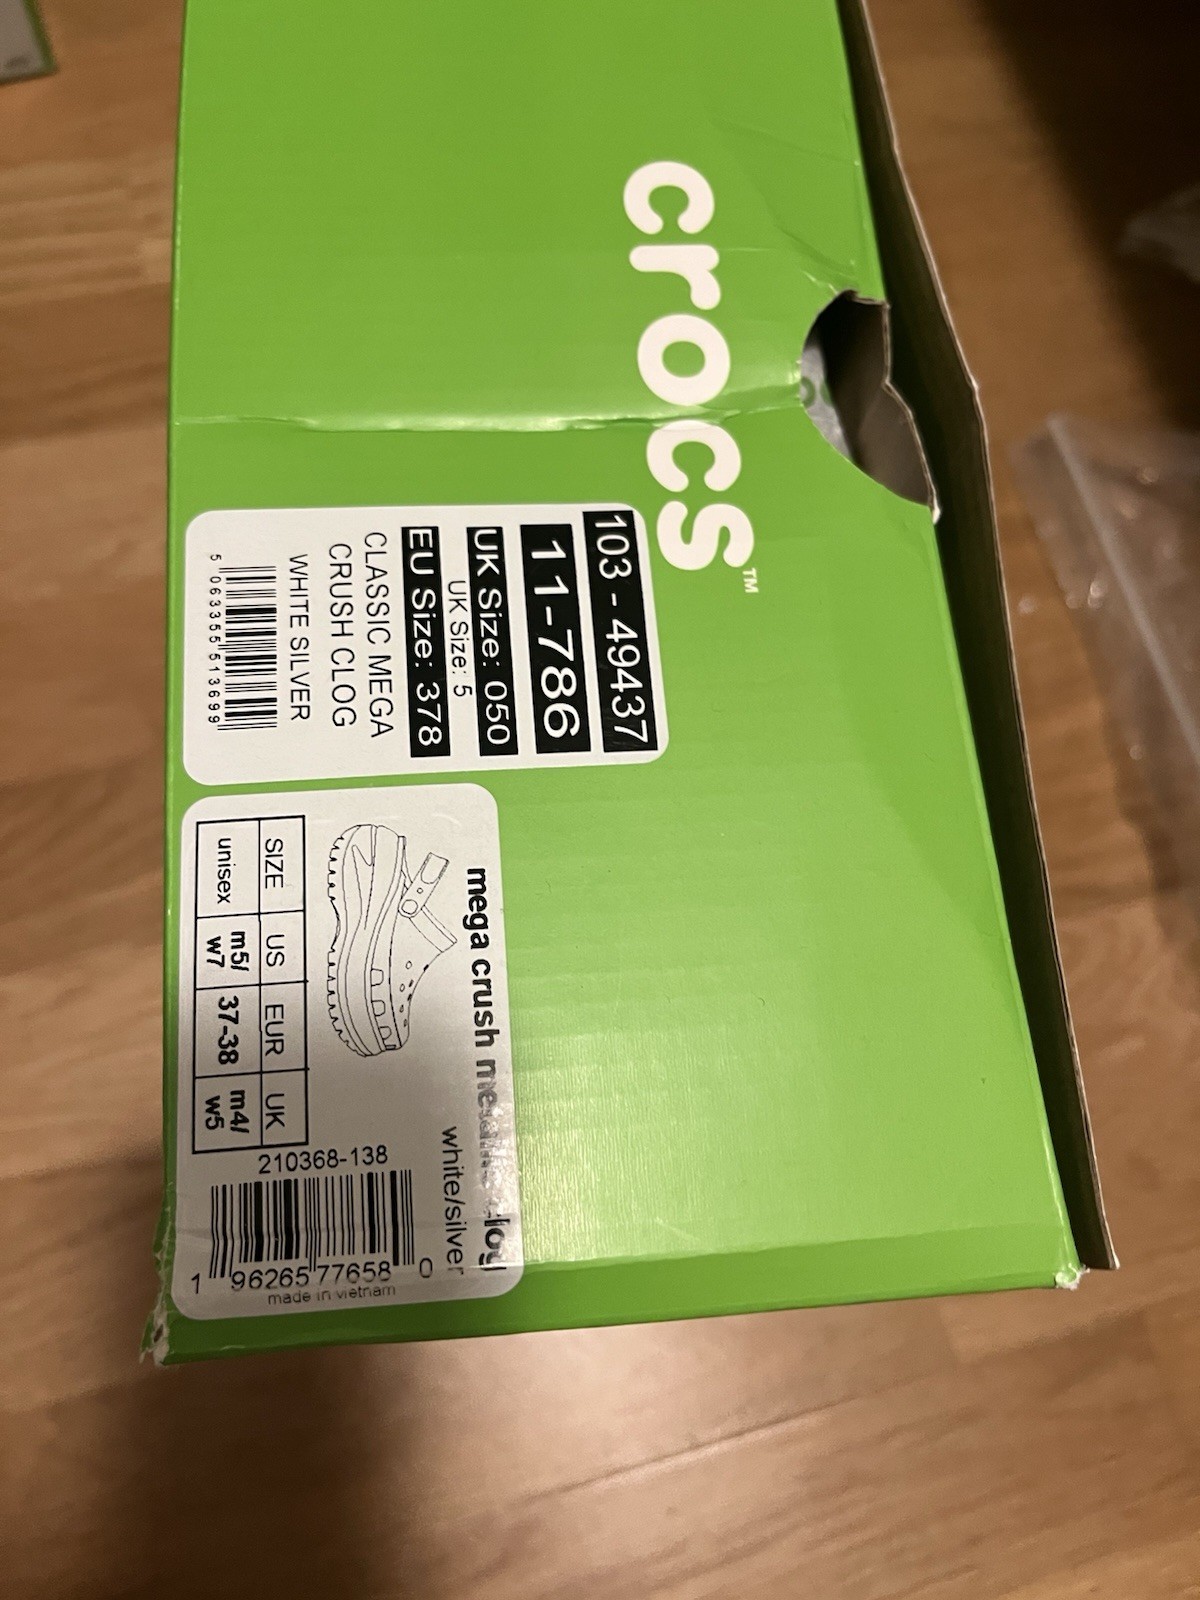 crocs™
103 - 49437
11-786
UK Size: 050
UK Size: 5
EU Size: 378
CLASSIC MEGA
CRUSH CLOG
WHITE SILVER
5 063355 513699
mega crush metallic clog
white/silver
SIZE US EUR UK
unisex m5/ w7 37-38 m4/ w5
210368-138
1 96265 77658 0
made in vietnam